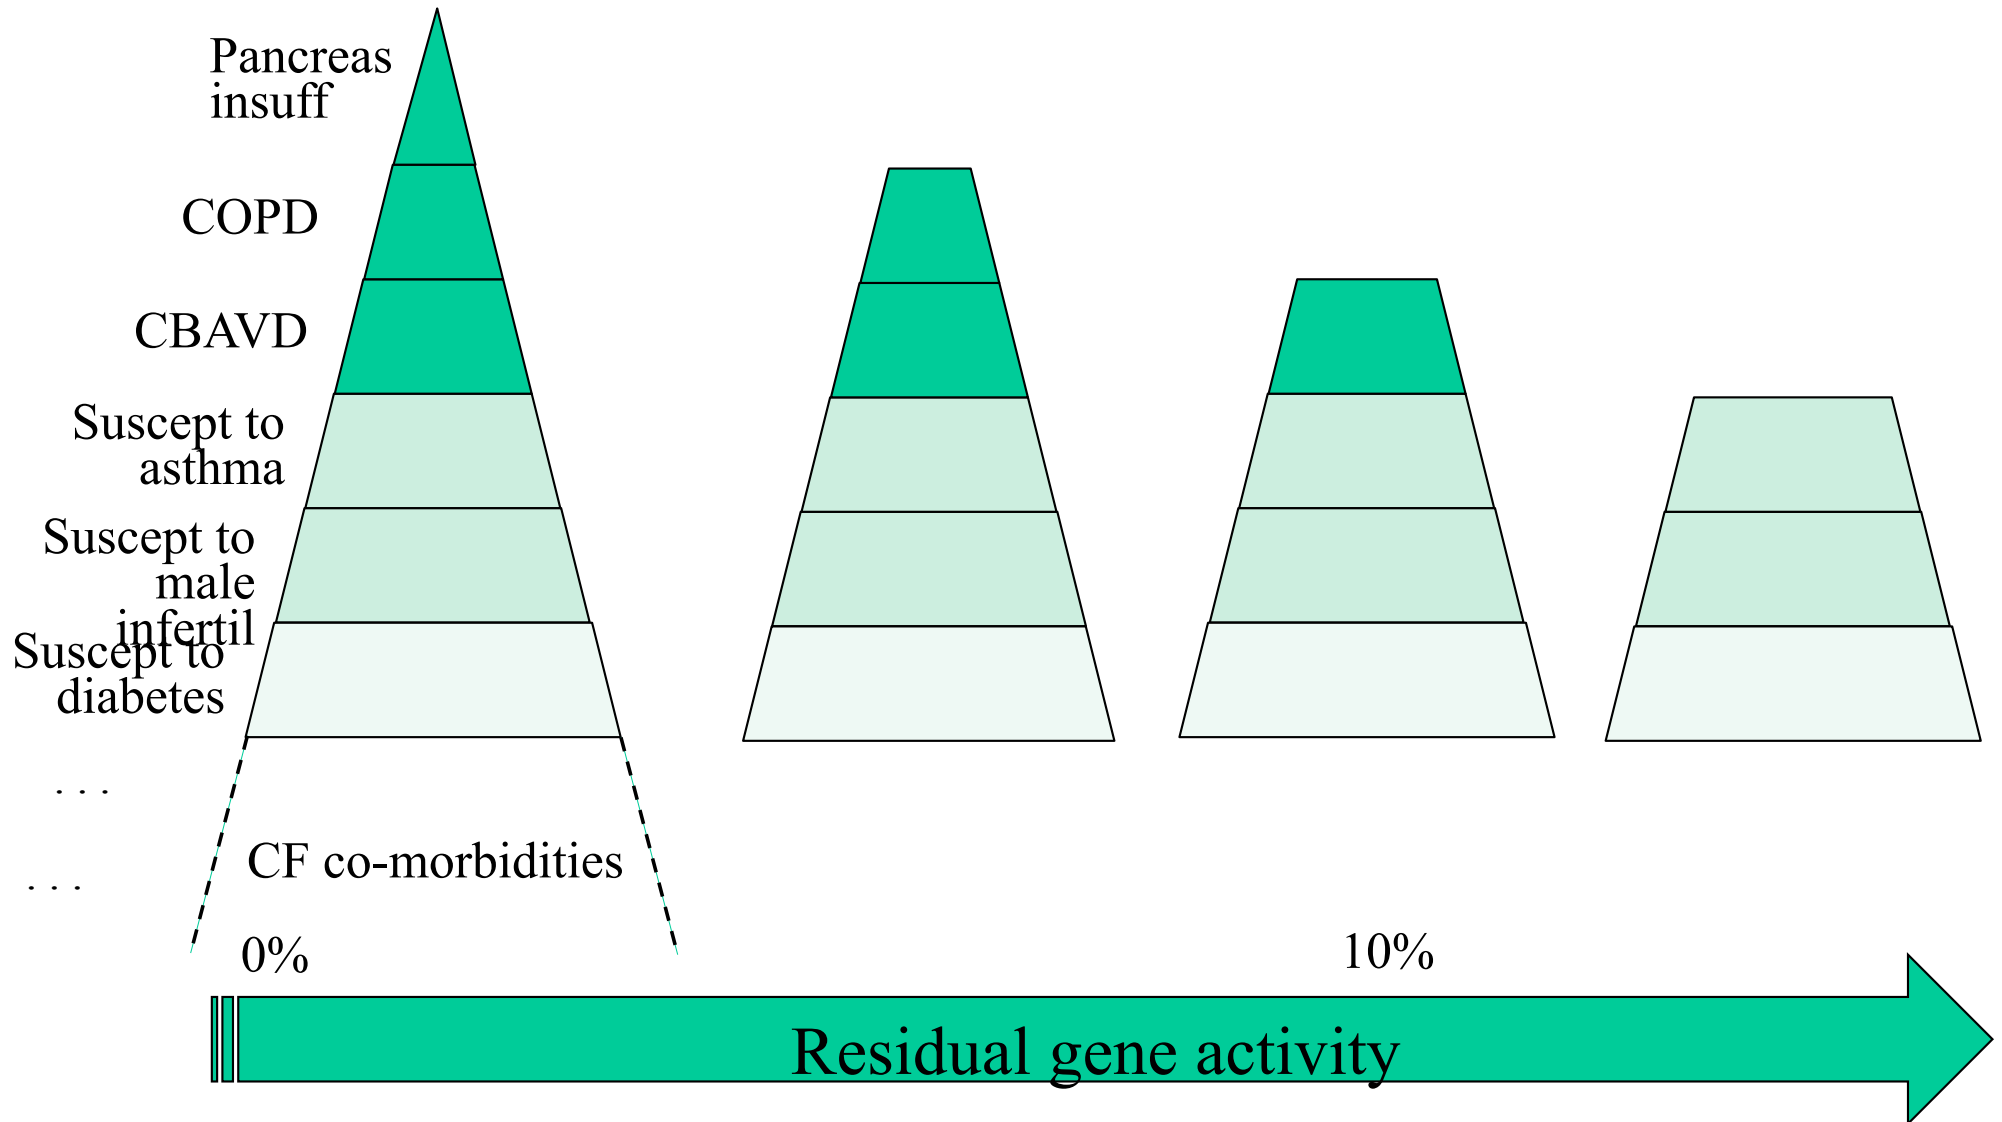 Pancreas
insuff
COPD
CBAVD
Suscept to
asthma
Suscept to
male
infertil
Suscept to
diabetes
. . .
CF co-morbidities
. . .
0%
10%
Residual gene activity